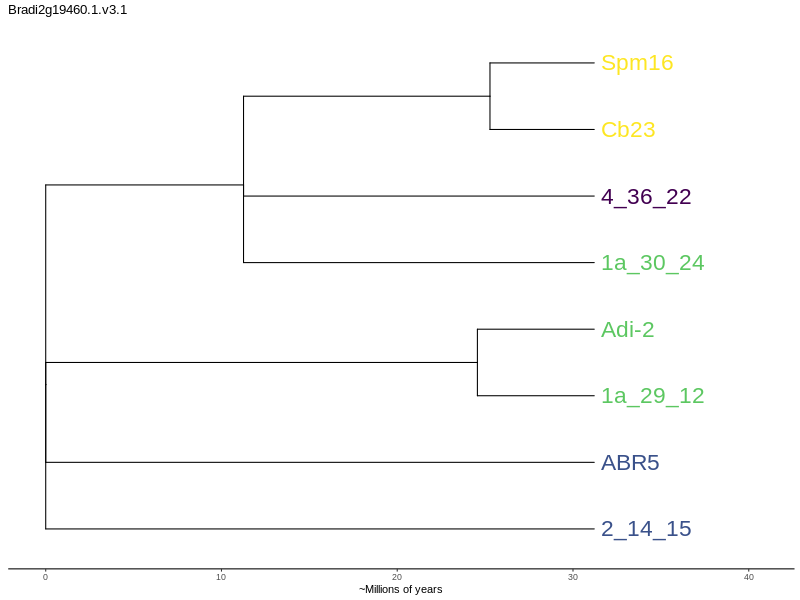 Bradi2g19460.1.v3.1
Spm16
Cb23
4_36_22
1a_30_24
Adi-2
1a_29_12
ABR5
2_14_15
0 10 20 30 40
~Millions of years